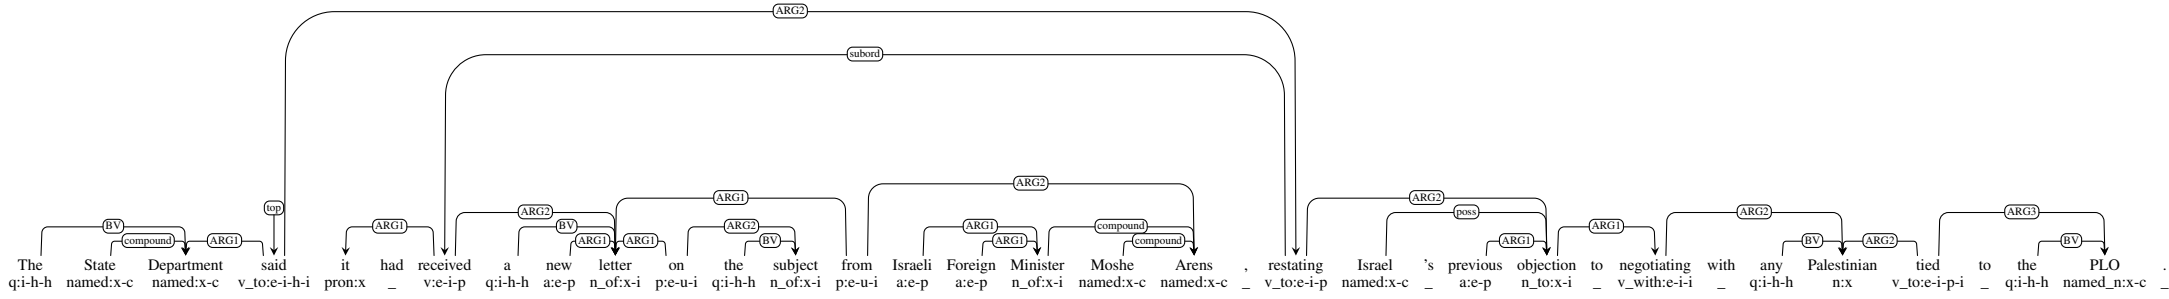 ARG2
subord
ARG2
ARG1 ARG2
top poss
ARG2 ARG1 compound ARG2 ARG3
BV ARG1 BV ARG2 ARG1 ARG1
compound ARG1 ARG1 ARG1 BV ARG1 compound ARG1 BV ARG2 BV
The State Department said it had received a new letter on the subject from Israeli Foreign Minister Moshe Arens , restating Israel 's previous objection to negotiating with any Palestinian tied to the PLO .
q:i-h-h named:x-c named:x-c v_to:e-i-h-i pron:x _ v:e-i-p q:i-h-h a:e-p n_of:x-i p:e-u-i q:i-h-h n_of:x-i p:e-u-i a:e-p a:e-p n_of:x-i named:x-c named:x-c _ v_to:e-i-p named:x-c _ a:e-p n_to:x-i _ v_with:e-i-i _ q:i-h-h n:x v_to:e-i-p-i _ q:i-h-h named_n:x-c _